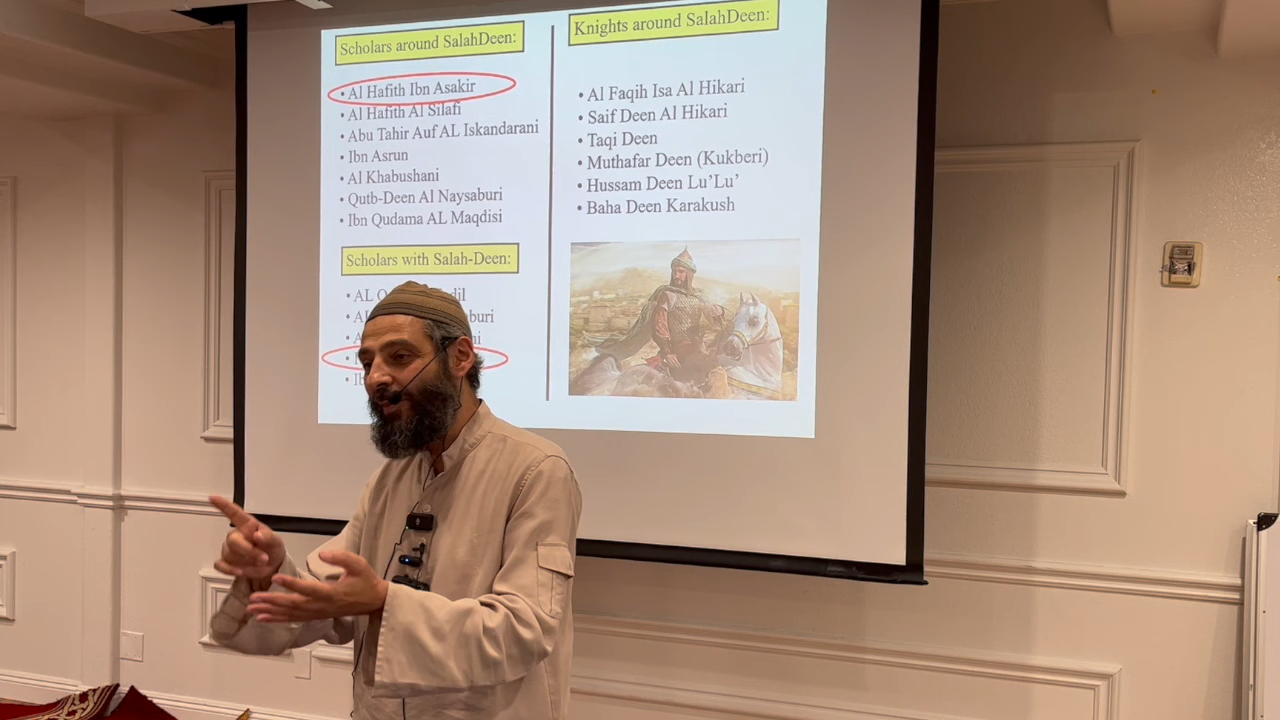 Scholars around SalahDeen:
• Al Hafith Ibn Asakir
• Al Hafith Al Silafi
• Abu Tahir Auf AL Iskandarani
• Ibn Asrun
• Al Khabushani
• Qutb-Deen Al Naysaburi
• Ibn Qudama AL Maqdisi
Scholars with Salah-Deen:
• AL
Knights around SalahDeen:
• Al Faqih Isa Al Hikari
• Saif Deen Al Hikari
• Taqi Deen
• Muthafar Deen (Kukberi)
• Hussam Deen Lu’Lu’
• Baha Deen Karakush